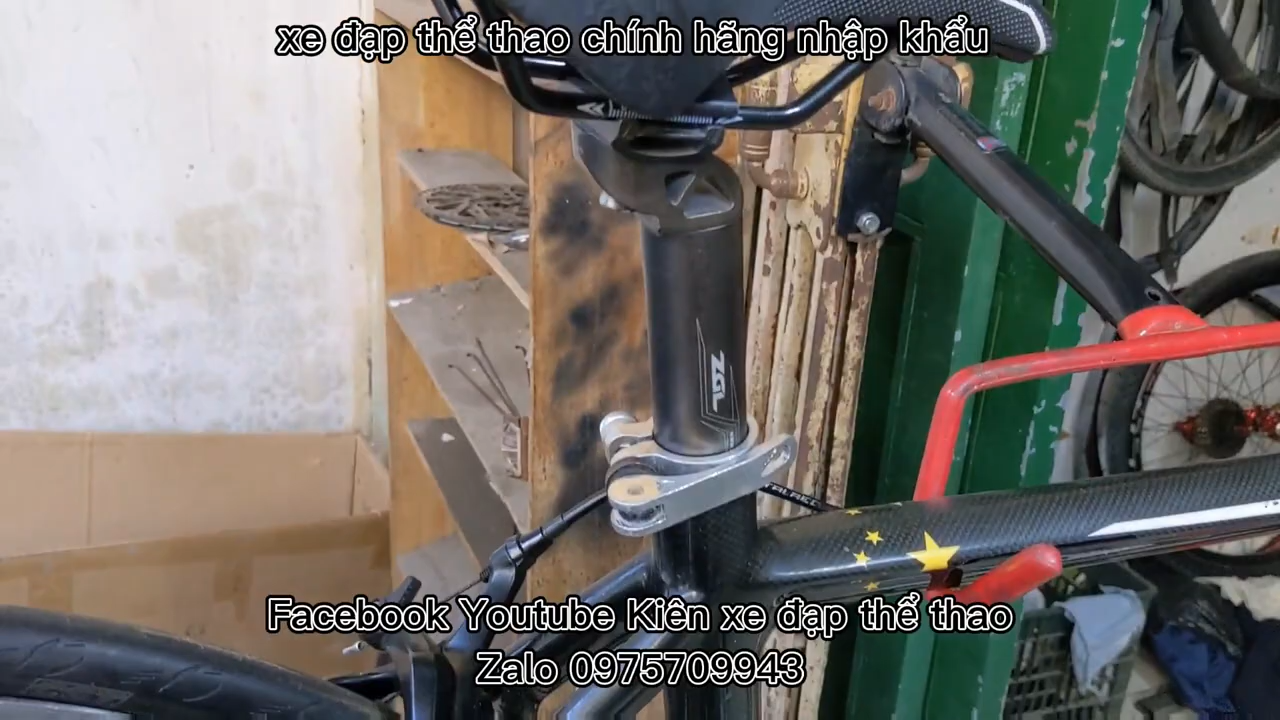 xe đạp thể thao chính hãng nhập khẩu
ZGL
Facebook Youtube Kiên xe đạp thể thao
Zalo 0975709943